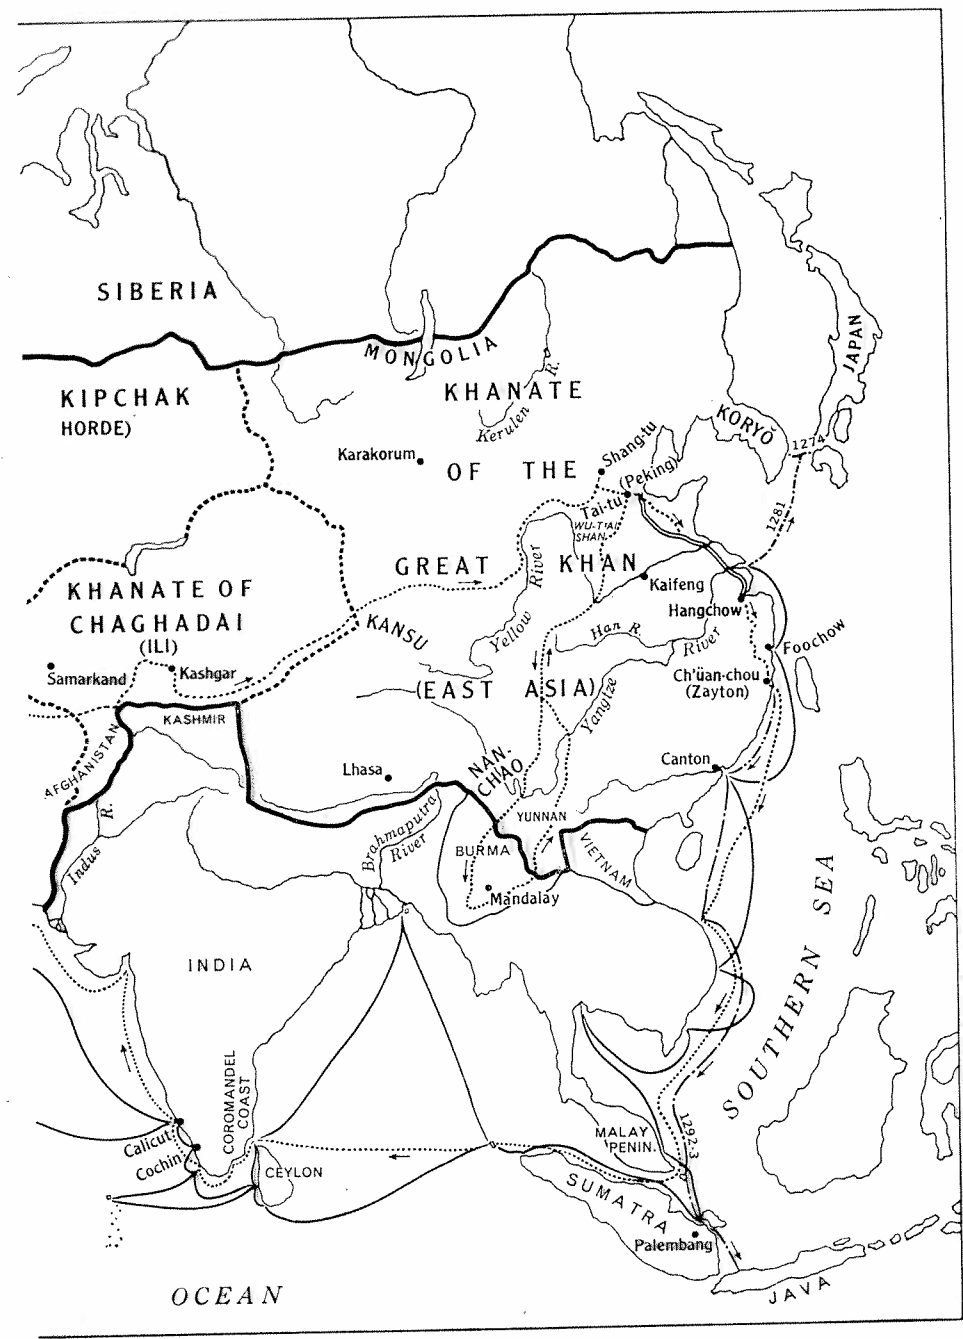 SIBERIA
MONGOLIA
KIPCHAK
HORDE)
KHANATE
Kerulen R.
JAPAN
KORYŎ
1274
Karakorum
OF THE
Shang-tu
(Peking)
Tai-tu
WU-T'AI
SHAN
1281
GREAT
KHAN
KHANATE OF
CHAGHADAI
(ILI)
KANSU
Yellow River
Kaifeng
Hangchow
Han R.
River
Foochow
Samarkand
Kashgar
(EAST ASIA)
Yangtze
Ch'üan-chou
(Zayton)
KASHMIR
AFGHANISTAN
Lhasa
NAN-
CHAO
Canton
Indus R.
Brahmaputra
River
YUNNAN
BURMA
VIETNAM
Mandalay
INDIA
SOUTHERN SEA
COROMANDEL
COAST
Calicut
Cochin
CEYLON
MALAY
PENIN.
1292-3
SUMATRA
Palembang
JAVA
OCEAN